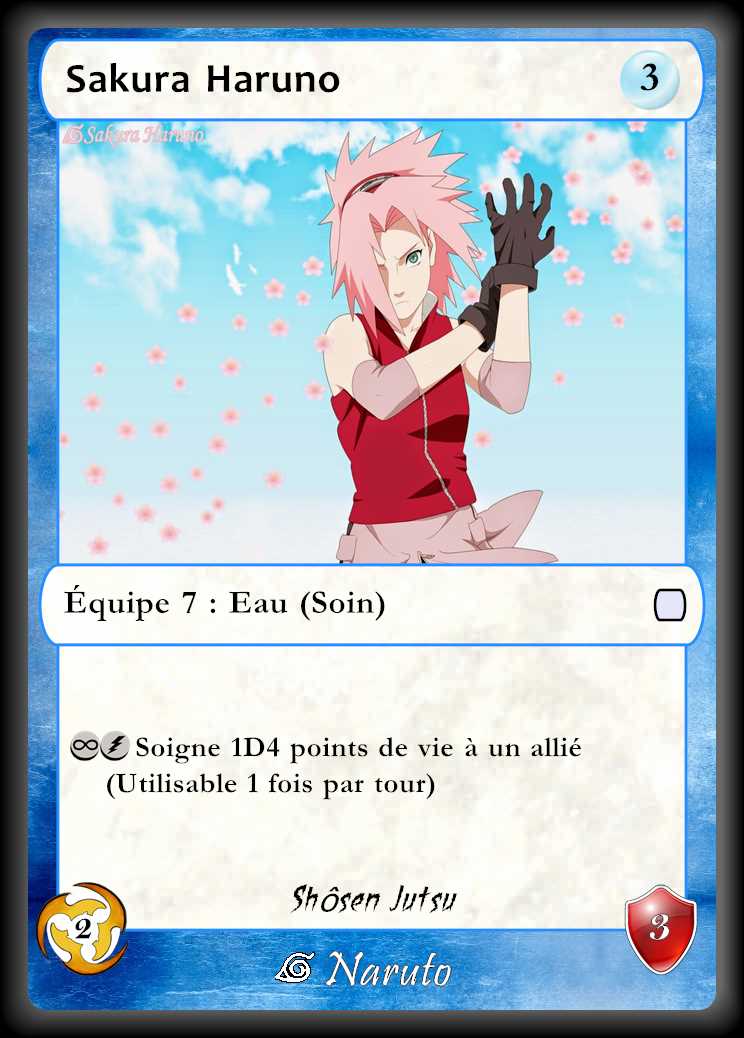 Sakura Haruno
3
Sakura Haruno
Équipe 7 : Eau (Soin)
Soigne 1D4 points de vie à un allié
(Utilisable 1 fois par tour)
Shôsen Jutsu
2
3
Naruto